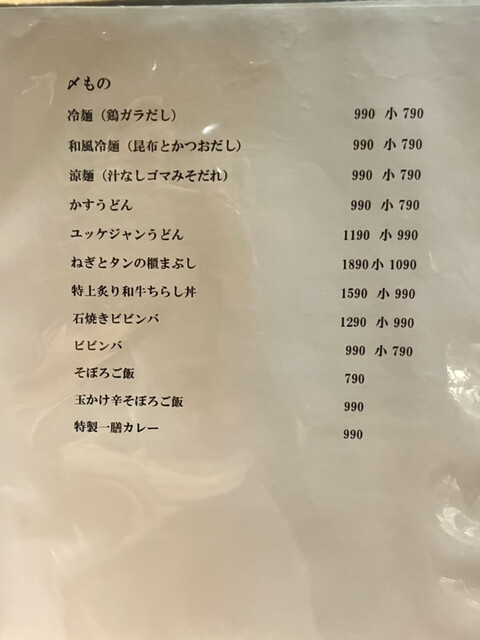 〆もの
冷麺（鶏ガラだし） 990 小 790
和風冷麺（昆布とかつおだし） 990 小 790
涼麺（汁なしゴマみそだれ） 990 小 790
かすうどん 990 小 790
ユッケジャンうどん 1190 小 990
ねぎとタンの櫃まぶし 1890 小 1090
特上炙り和牛ちらし丼 1590 小 990
石焼きビビンバ 1290 小 990
ビビンバ 990 小 790
そぼろご飯 790
玉かけ辛そぼろご飯 990
特製一膳カレー 990